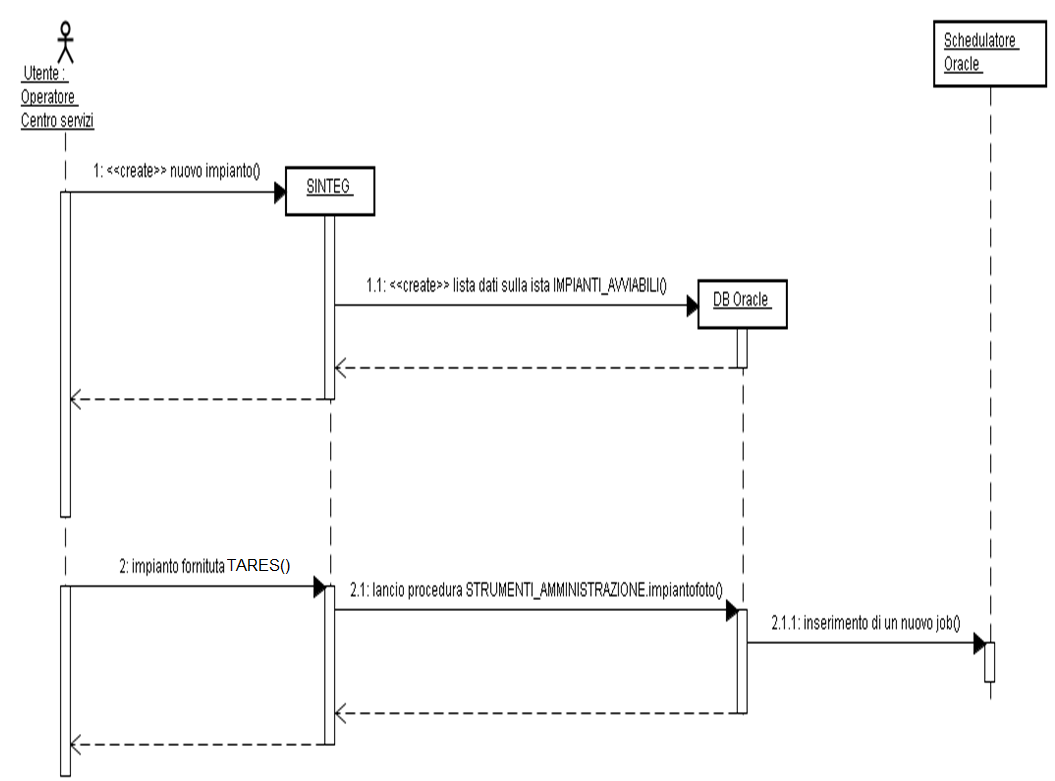 Utente :
Operatore
Centro servizi
Schedulatore
Oracle
1: <<create>> nuovo impianto()
SINTEG
1.1: <<create>> lista dati sulla ista IMPIANTI_AVVIABILI()
DB Oracle
2: impianto fornituta TARES()
2.1: lancio procedura STRUMENTI_AMMINISTRAZIONE.impiantofoto()
2.1.1: inserimento di un nuovo job()